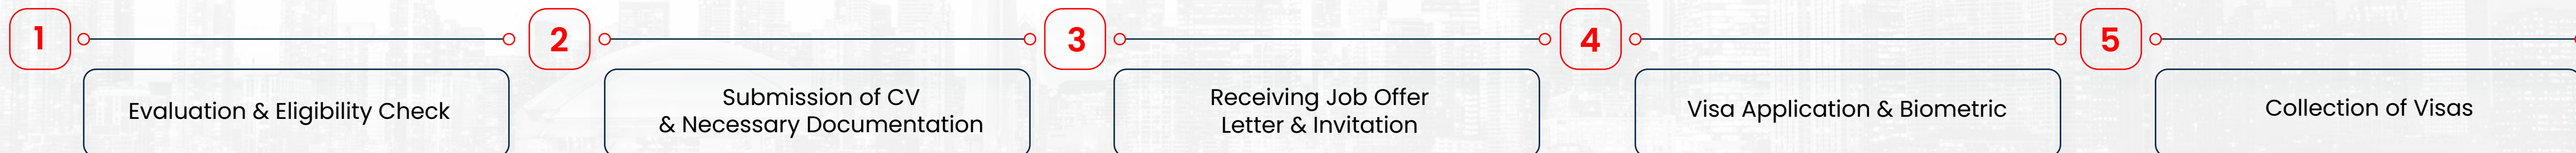 1
2
3
4
5
Evaluation & Eligibility Check
Submission of CV
& Necessary Documentation
Receiving Job Offer
Letter & Invitation
Visa Application & Biometric
Collection of Visas